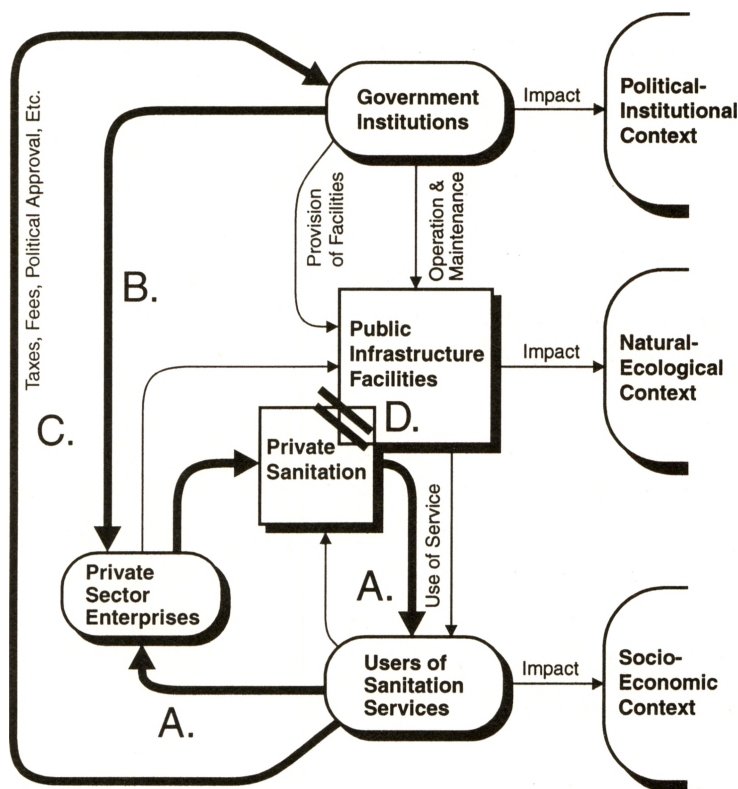 Government
Institutions
Impact
Political-
Institutional
Context
Taxes, Fees, Political Approval, Etc.
Provision
of Facilities
Operation &
Maintenance
B.
Public
Infrastructure
Facilities
Impact
Natural-
Ecological
Context
C.
D.
Private
Sanitation
Use of Service
Private
Sector
Enterprises
A.
Users of
Sanitation
Services
Impact
Socio-
Economic
Context
A.